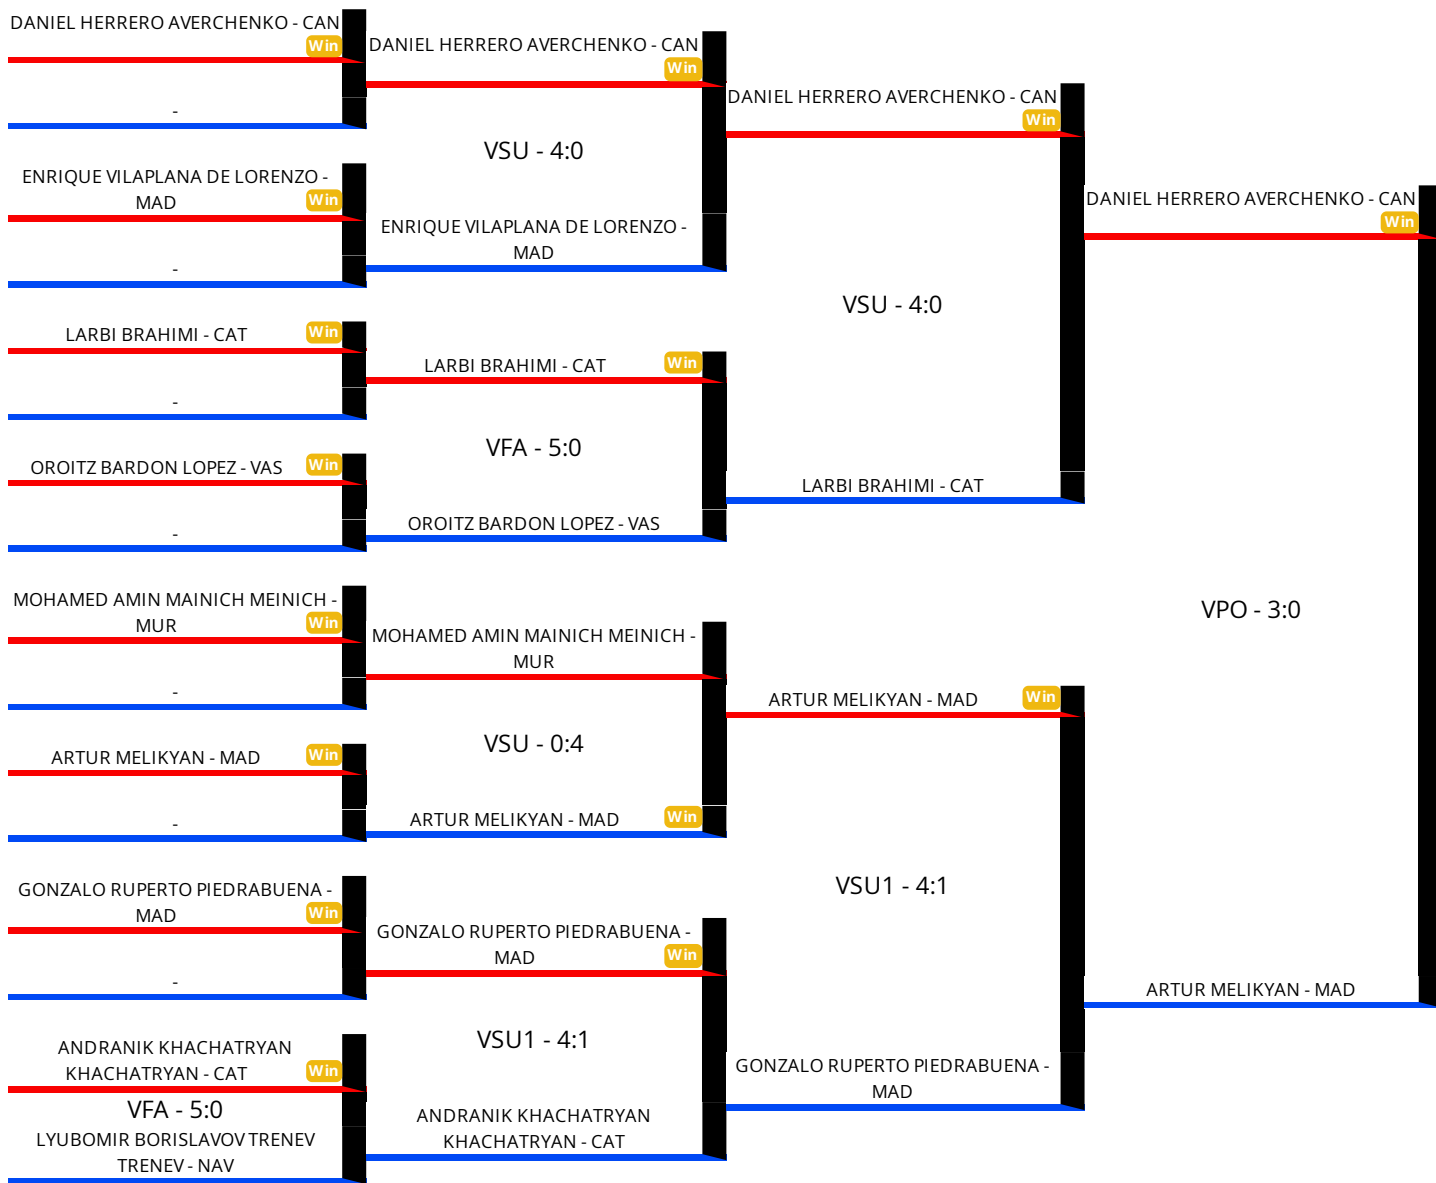 DANIEL HERRERO AVERCHENKO - CAN
Win
-
ENRIQUE VILAPLANA DE LORENZO -
MAD
Win
-
LARBI BRAHIMI - CAT
Win
-
OROITZ BARDON LOPEZ - VAS
Win
-
MOHAMED AMIN MAINICH MEINICH -
MUR
Win
-
ARTUR MELIKYAN - MAD
Win
-
GONZALO RUPERTO PIEDRABUENA -
MAD
Win
-
ANDRANIK KHACHATRYAN
KHACHATRYAN - CAT
Win
VFA - 5:0
LYUBOMIR BORISLAVOV TRENEV
TRENEV - NAV
DANIEL HERRERO AVERCHENKO - CAN
Win
VSU - 4:0
ENRIQUE VILAPLANA DE LORENZO -
MAD
LARBI BRAHIMI - CAT
Win
VFA - 5:0
OROITZ BARDON LOPEZ - VAS
MOHAMED AMIN MAINICH MEINICH -
MUR
VSU - 0:4
ARTUR MELIKYAN - MAD
Win
GONZALO RUPERTO PIEDRABUENA -
MAD
Win
VSU1 - 4:1
ANDRANIK KHACHATRYAN
KHACHATRYAN - CAT
DANIEL HERRERO AVERCHENKO - CAN
Win
VSU - 4:0
LARBI BRAHIMI - CAT
ARTUR MELIKYAN - MAD
Win
VSU1 - 4:1
GONZALO RUPERTO PIEDRABUENA -
MAD
DANIEL HERRERO AVERCHENKO - CAN
Win
VPO - 3:0
ARTUR MELIKYAN - MAD